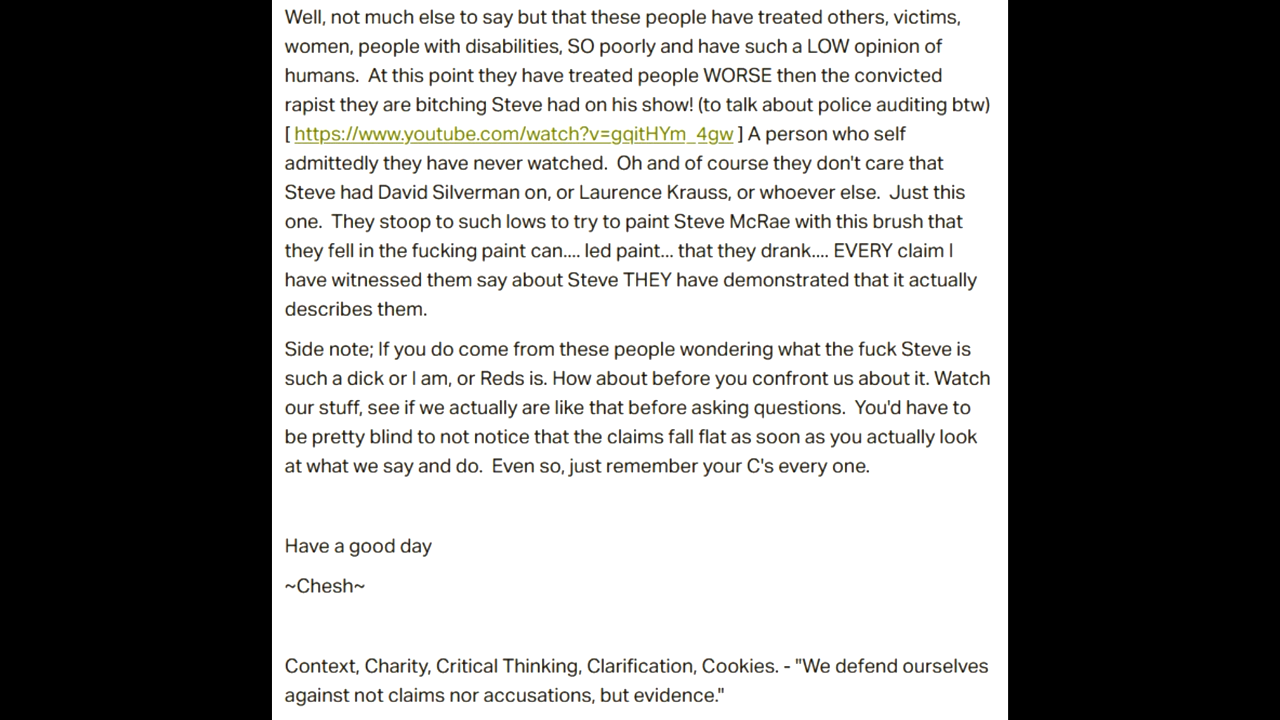 Well, not much else to say but that these people have treated others, victims,
women, people with disabilities, SO poorly and have such a LOW opinion of
humans.  At this point they have treated people WORSE then the convicted
rapist they are bitching Steve had on his show! (to talk about police auditing btw)
[ https://www.youtube.com/watch?v=gqitHYm_4gw ] A person who self
admittedly they have never watched.  Oh and of course they don't care that
Steve had David Silverman on, or Laurence Krauss, or whoever else.  Just this
one.  They stoop to such lows to try to paint Steve McRae with this brush that
they fell in the fucking paint can.... led paint... that they drank.... EVERY claim I
have witnessed them say about Steve THEY have demonstrated that it actually
describes them.
Side note; If you do come from these people wondering what the fuck Steve is
such a dick or I am, or Reds is. How about before you confront us about it. Watch
our stuff, see if we actually are like that before asking questions.  You'd have to
be pretty blind to not notice that the claims fall flat as soon as you actually look
at what we say and do.  Even so, just remember your C's every one.
Have a good day
~Chesh~
Context, Charity, Critical Thinking, Clarification, Cookies. - "We defend ourselves
against not claims nor accusations, but evidence."